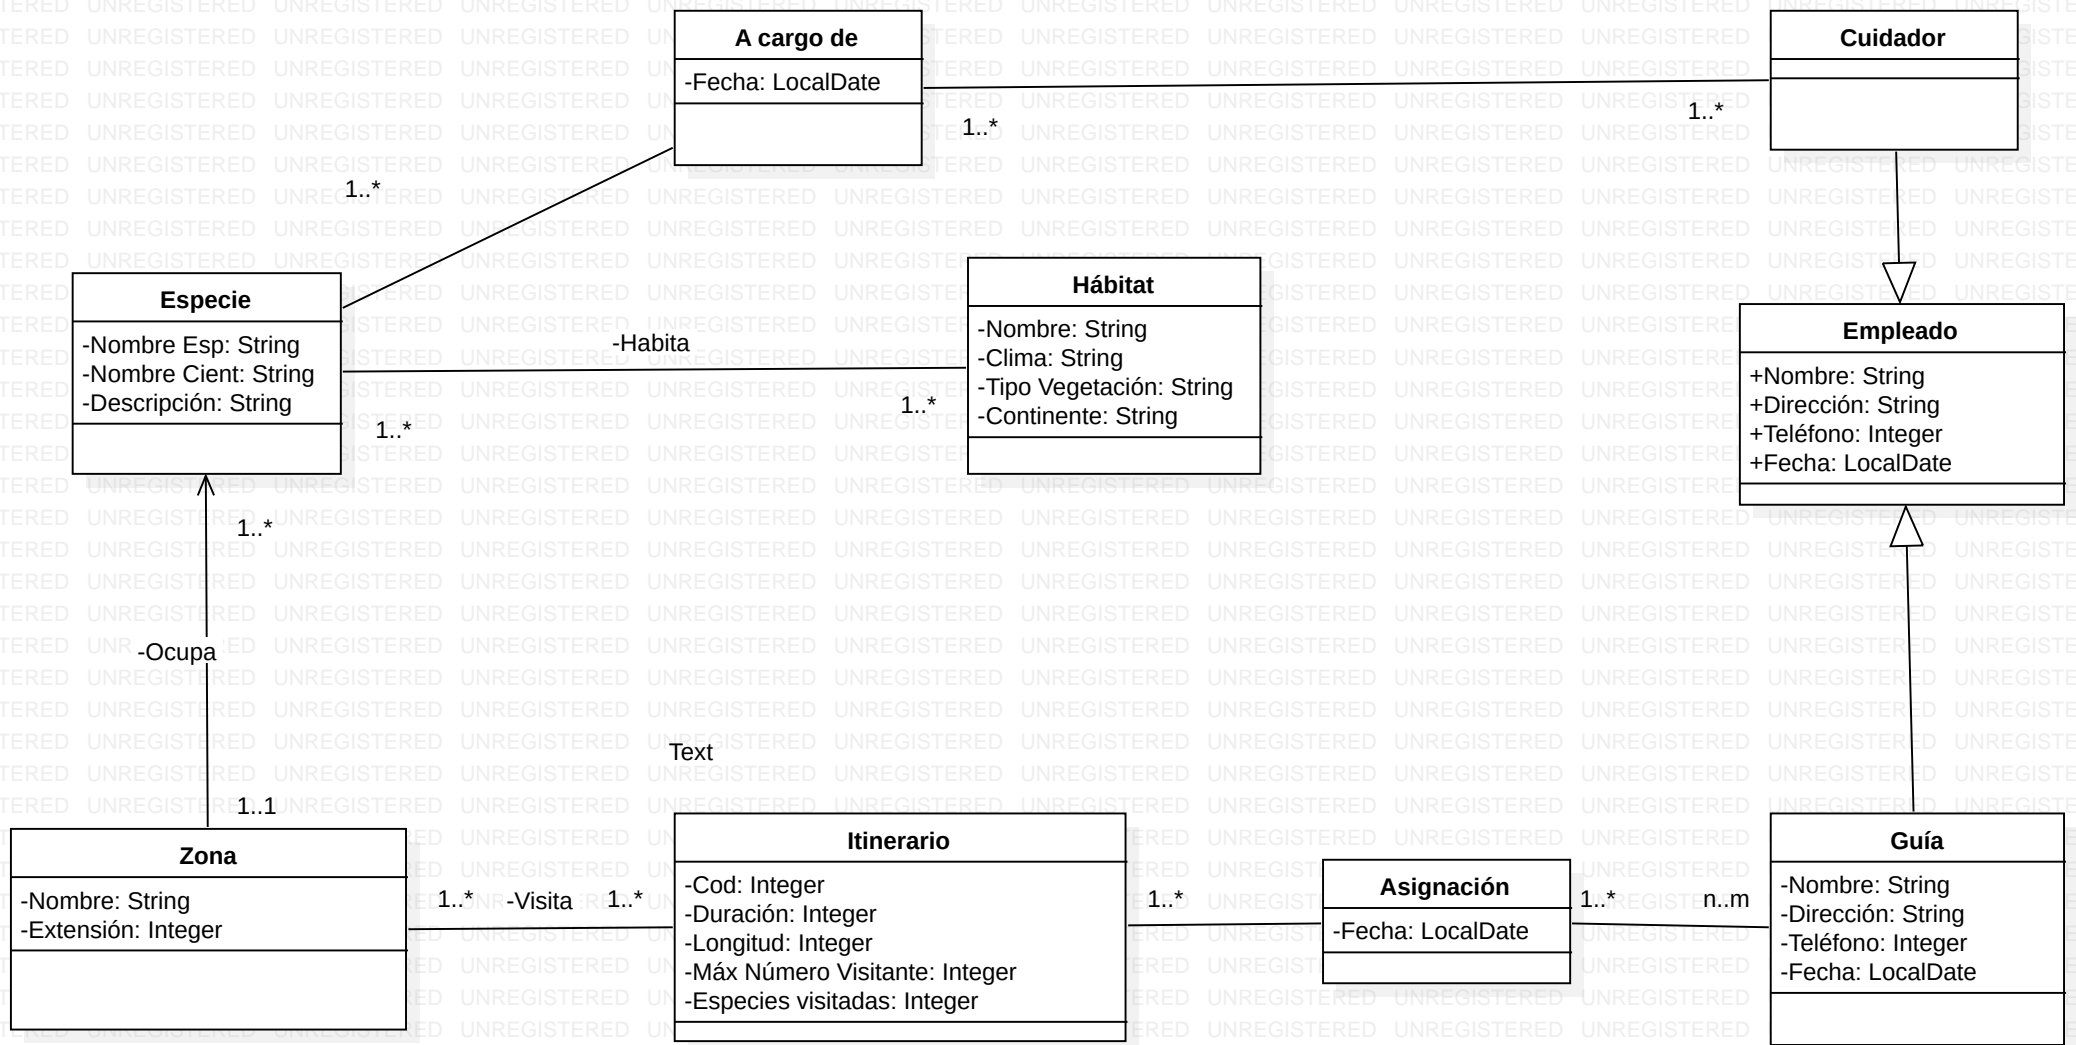 A cargo de
-Fecha: LocalDate
Cuidador
1..*
1..*
1..*
Especie
-Nombre Esp: String
-Nombre Cient: String
-Descripción: String
-Habita
1..*
1..*
Hábitat
-Nombre: String
-Clima: String
-Tipo Vegetación: String
-Continente: String
Empleado
+Nombre: String
+Dirección: String
+Teléfono: Integer
+Fecha: LocalDate
1..*
-Ocupa
1..1
Text
Zona
-Nombre: String
-Extensión: Integer
1..*
-Visita
1..*
Itinerario
-Cod: Integer
-Duración: Integer
-Longitud: Integer
-Máx Número Visitante: Integer
-Especies visitadas: Integer
1..*
Asignación
-Fecha: LocalDate
1..*
n..m
Guía
-Nombre: String
-Dirección: String
-Teléfono: Integer
-Fecha: LocalDate
UNREGISTERED